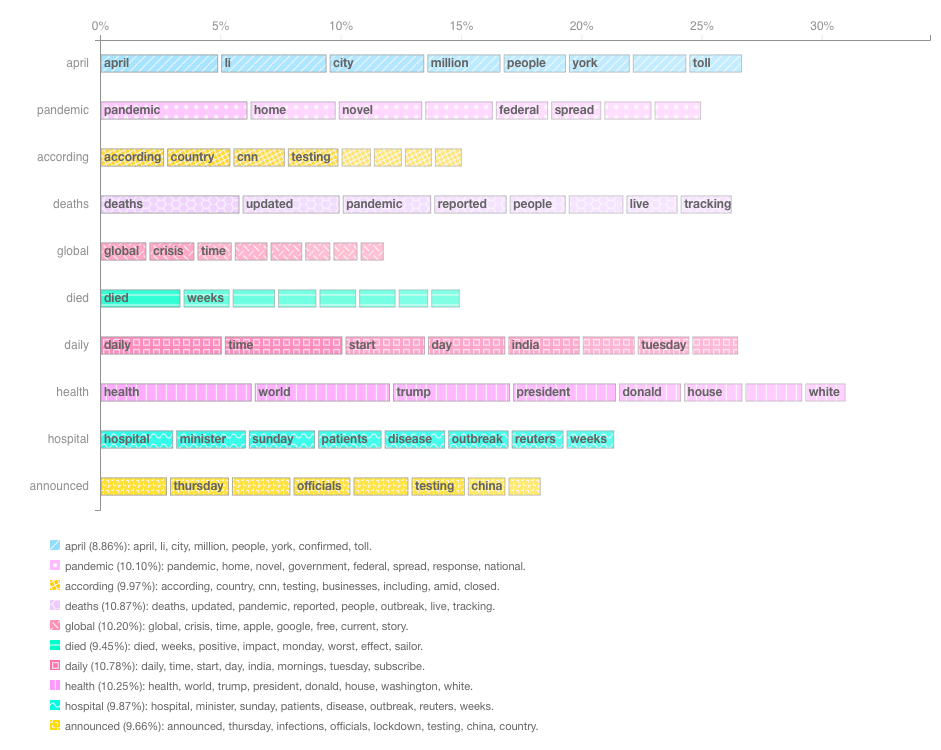 0% 5% 10% 15% 20% 25% 30%
april april li city million people york toll
pandemic pandemic home novel federal spread
according according country cnn testing
deaths deaths updated pandemic reported people live tracking
global global crisis time
died died weeks
daily daily time start day india tuesday
health health world trump president donald house white
hospital hospital minister sunday patients disease outbreak reuters weeks
announced thursday officials testing china
april (8.86%): april, li, city, million, people, york, confirmed, toll.
pandemic (10.10%): pandemic, home, novel, government, federal, spread, response, national.
according (9.97%): according, country, cnn, testing, businesses, including, amid, closed.
deaths (10.87%): deaths, updated, pandemic, reported, people, outbreak, live, tracking.
global (10.20%): global, crisis, time, apple, google, free, current, story.
died (9.45%): died, weeks, positive, impact, monday, worst, effect, sailor.
daily (10.78%): daily, time, start, day, india, mornings, tuesday, subscribe.
health (10.25%): health, world, trump, president, donald, house, washington, white.
hospital (9.87%): hospital, minister, sunday, patients, disease, outbreak, reuters, weeks.
announced (9.66%): announced, thursday, infections, officials, lockdown, testing, china, country.